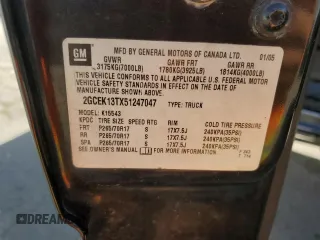 GM
MFD BY GENERAL MOTORS OF CANADA LTD. 01/05
GVWR GAWR FRT GAWR RR
3175KG(7000LB) 1780KG(3925LB) 1814KG(4000LB)
THIS VEHICLE CONFORMS TO ALL APPLICABLE U.S. FEDERAL MOTOR
VEHICLE SAFETY STANDARDS IN EFFECT ON THE DATE OF
MANUFACTURE SHOWN ABOVE.
2GCEK13TX51247047 TYPE: TRUCK
MODEL: K15543
TIRE SIZE SPEED RTG RIM COLD TIRE PRESSURE
FRT P265/70R17 S 17X7.5J 240KPA(35PSI)
RR P265/70R17 S 17X7.5J 240KPA(35PSI)
SPA P265/70R17 S 17X7.5J 240KPA(35PSI)
SEE OWNER'S MANUAL FOR MORE INFORMATION.
DREAMBID